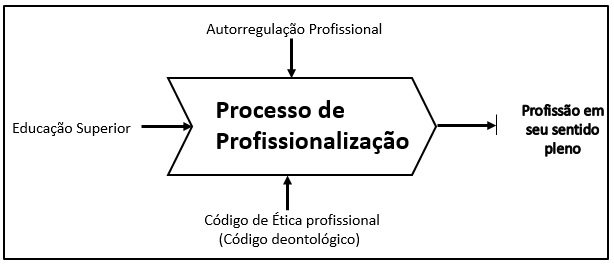 Autorregulação Profissional
Processo de
Profissionalização
Educação Superior
Profissão em
seu sentido
pleno
Código de Ética profissional
(Código deontológico)